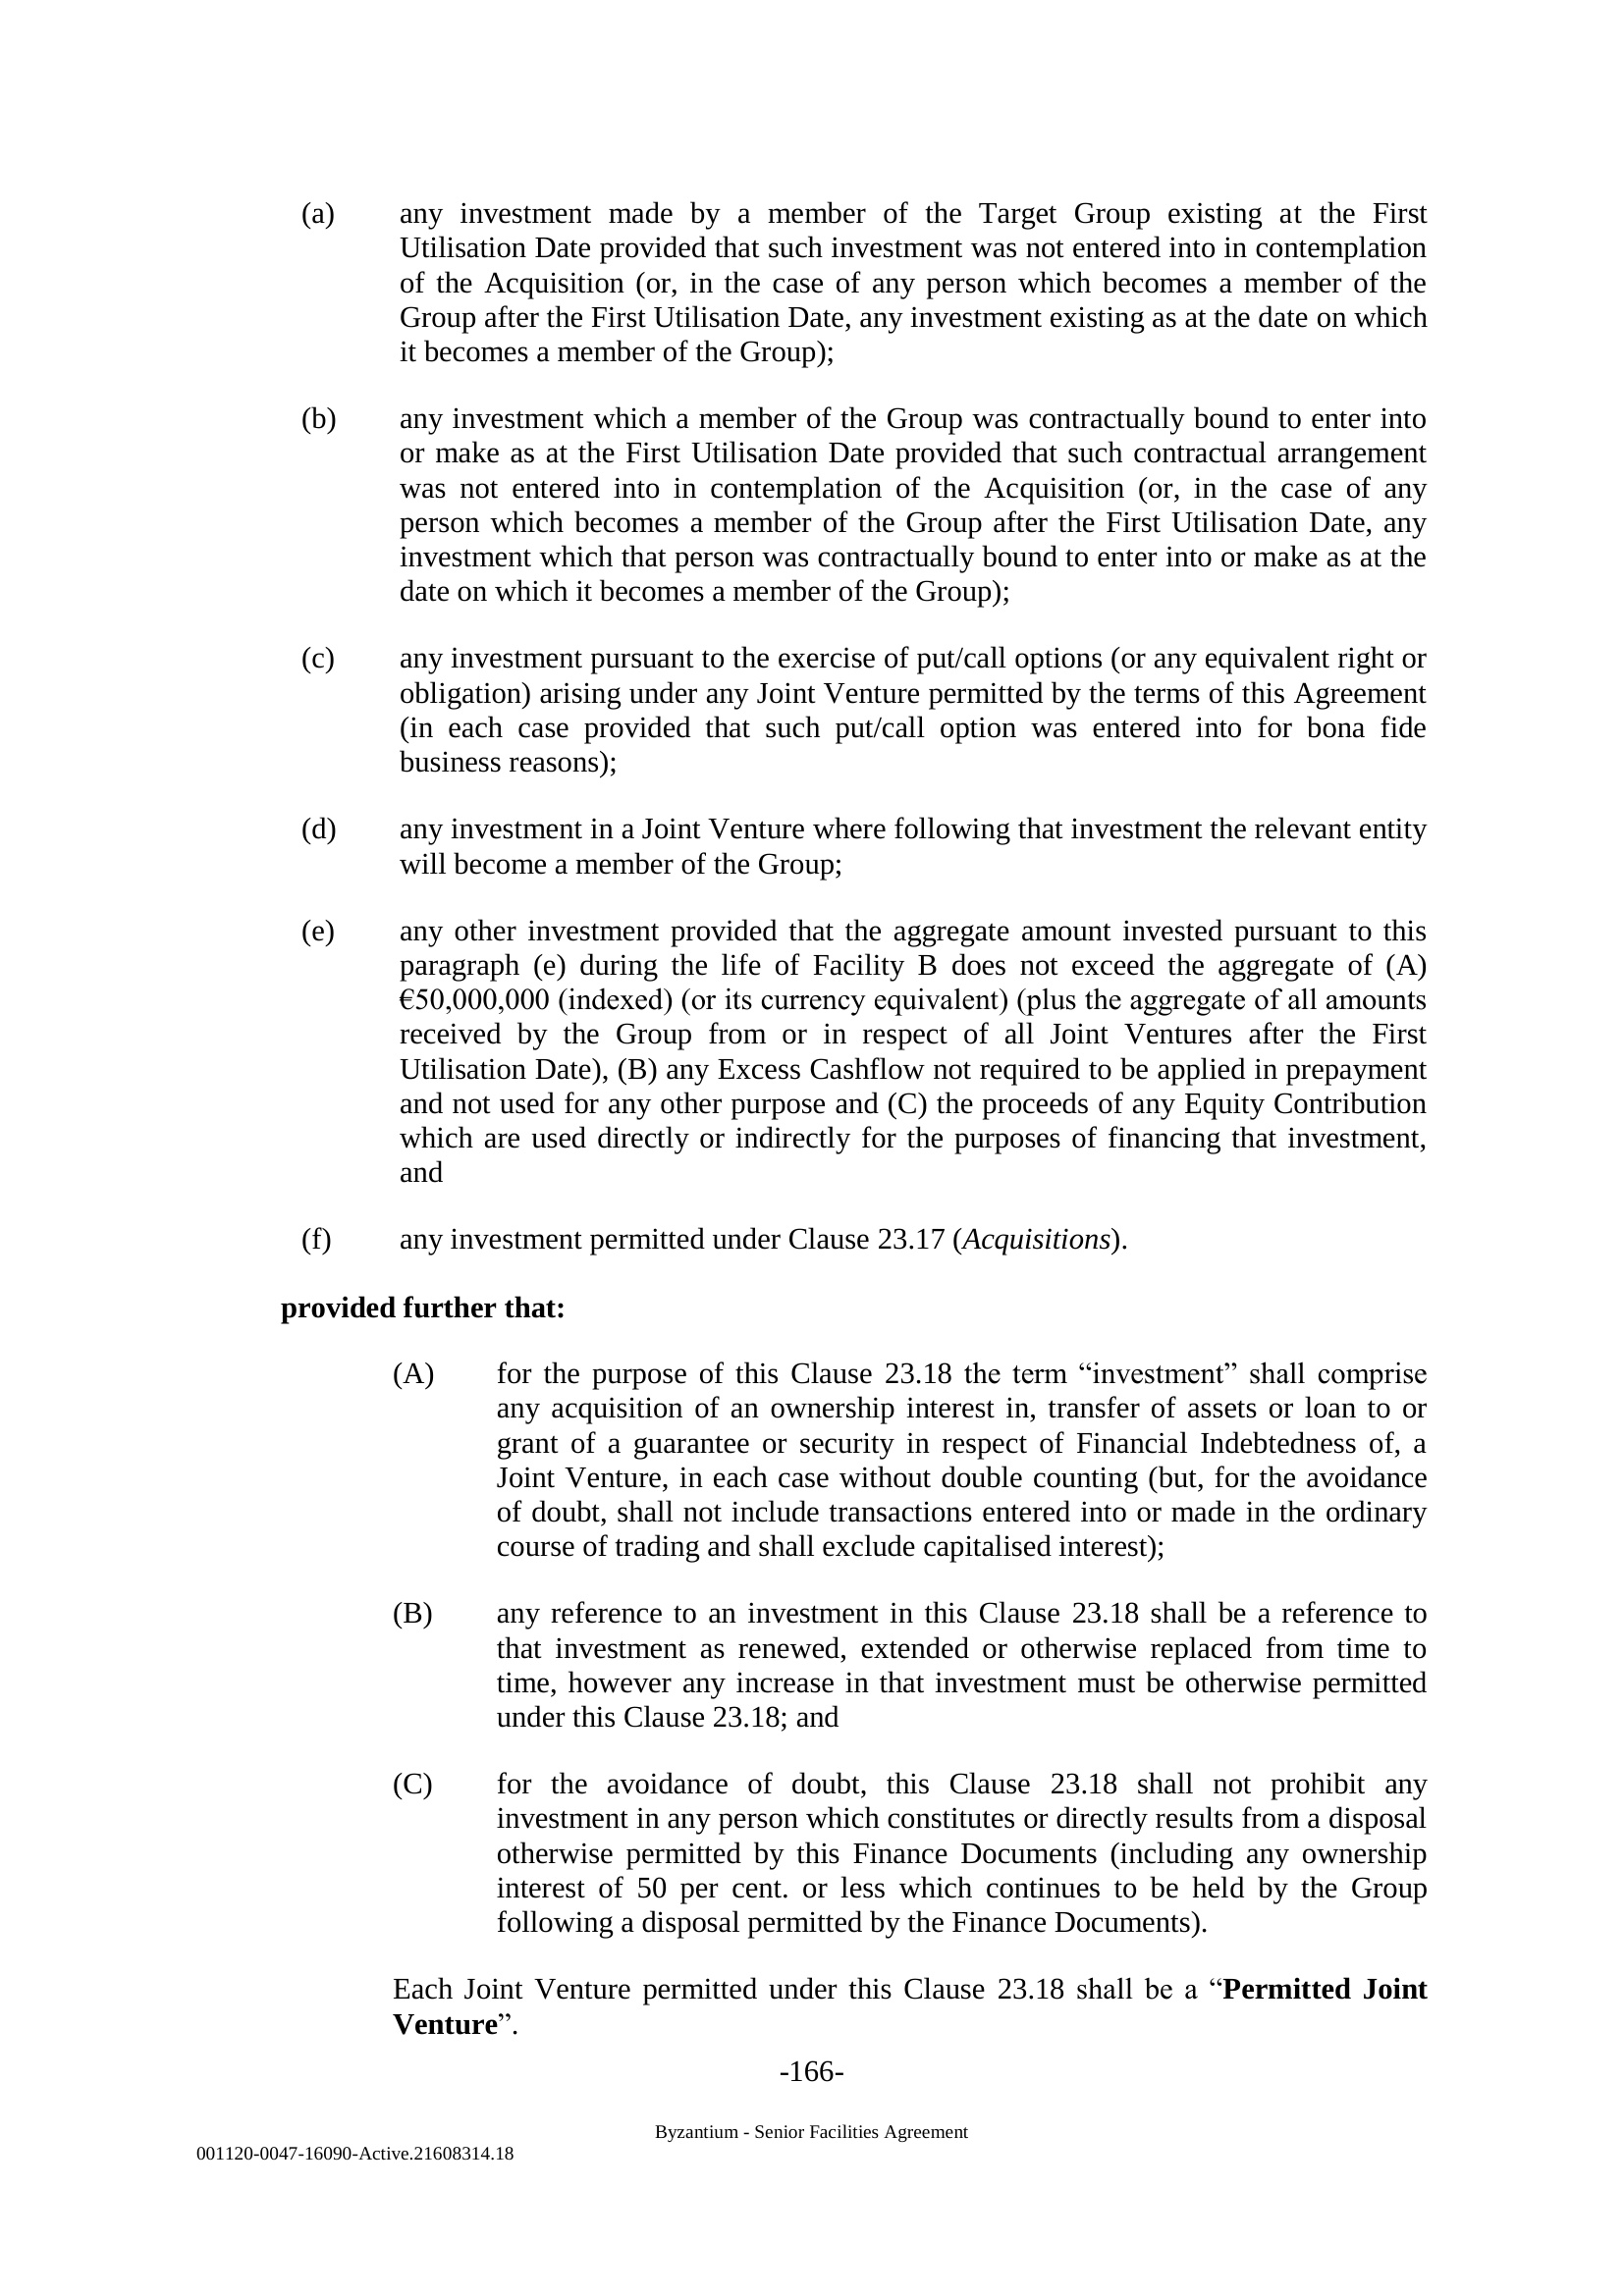 (a) any investment made by a member of the Target Group existing at the First
Utilisation Date provided that such investment was not entered into in contemplation
of the Acquisition (or, in the case of any person which becomes a member of the
Group after the First Utilisation Date, any investment existing as at the date on which
it becomes a member of the Group);
(b) any investment which a member of the Group was contractually bound to enter into
or make as at the First Utilisation Date provided that such contractual arrangement
was not entered into in contemplation of the Acquisition (or, in the case of any
person which becomes a member of the Group after the First Utilisation Date, any
investment which that person was contractually bound to enter into or make as at the
date on which it becomes a member of the Group);
(c) any investment pursuant to the exercise of put/call options (or any equivalent right or
obligation) arising under any Joint Venture permitted by the terms of this Agreement
(in each case provided that such put/call option was entered into for bona fide
business reasons);
(d) any investment in a Joint Venture where following that investment the relevant entity
will become a member of the Group;
(e) any other investment provided that the aggregate amount invested pursuant to this
paragraph (e) during the life of Facility B does not exceed the aggregate of (A)
€50,000,000 (indexed) (or its currency equivalent) (plus the aggregate of all amounts
received by the Group from or in respect of all Joint Ventures after the First
Utilisation Date), (B) any Excess Cashflow not required to be applied in prepayment
and not used for any other purpose and (C) the proceeds of any Equity Contribution
which are used directly or indirectly for the purposes of financing that investment,
and
(f) any investment permitted under Clause 23.17 (Acquisitions).
provided further that:
(A) for the purpose of this Clause 23.18 the term “investment” shall comprise
any acquisition of an ownership interest in, transfer of assets or loan to or
grant of a guarantee or security in respect of Financial Indebtedness of, a
Joint Venture, in each case without double counting (but, for the avoidance
of doubt, shall not include transactions entered into or made in the ordinary
course of trading and shall exclude capitalised interest);
(B) any reference to an investment in this Clause 23.18 shall be a reference to
that investment as renewed, extended or otherwise replaced from time to
time, however any increase in that investment must be otherwise permitted
under this Clause 23.18; and
(C) for the avoidance of doubt, this Clause 23.18 shall not prohibit any
investment in any person which constitutes or directly results from a disposal
otherwise permitted by this Finance Documents (including any ownership
interest of 50 per cent. or less which continues to be held by the Group
following a disposal permitted by the Finance Documents).
Each Joint Venture permitted under this Clause 23.18 shall be a “Permitted Joint
Venture”.
-166-
Byzantium - Senior Facilities Agreement
001120-0047-16090-Active.21608314.18